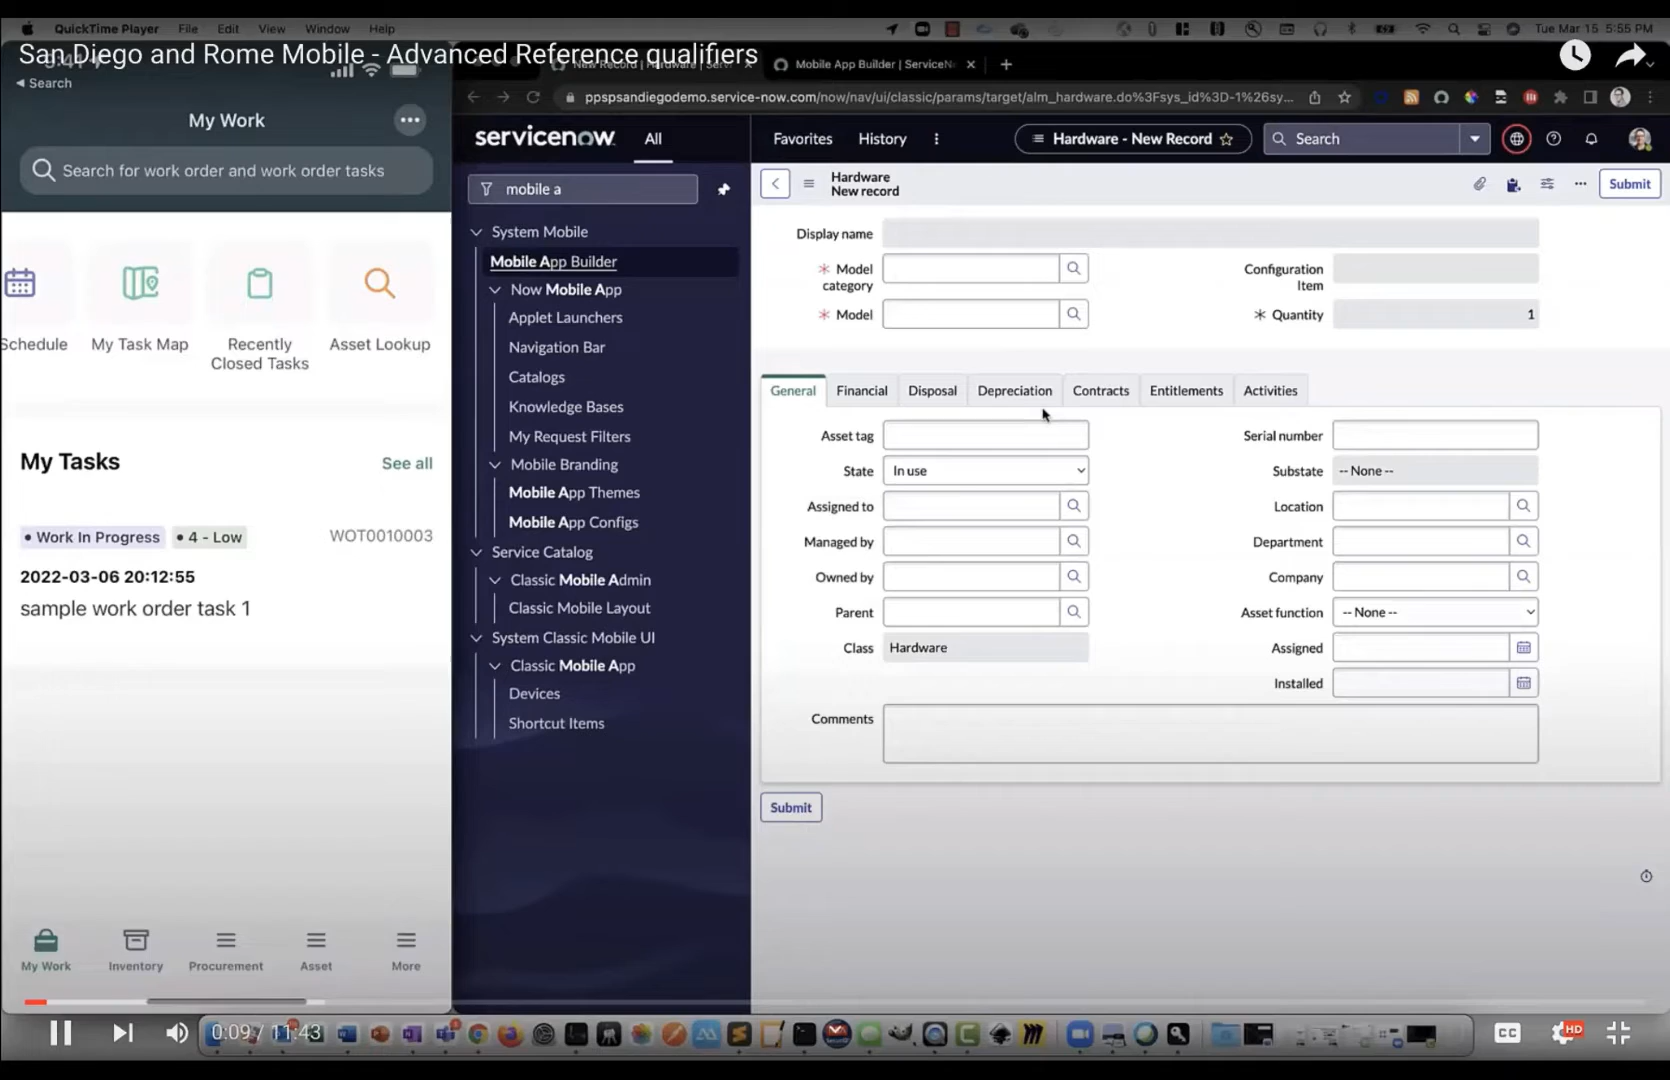 QuickTime Player File Edit View Window Help Tue Mar 15 5:55 PM
San Diego and Rome Mobile - Advanced Reference qualifiers
Mobile App Builder | ServiceN
Search
ppspsandiegodemo.service-now.com/now/nav/ui/classic/params/target/alm_hardware.do%3Fsys_id%3D-1%26sy...
My Work
Search for work order and work order tasks
Schedule
My Task Map
Recently
Closed Tasks
Asset Lookup
My Tasks
See all
• Work In Progress • 4 - Low WOT0010003
2022-03-06 20:12:55
sample work order task 1
My Work
Inventory
Procurement
Asset
More
servicenow
All
Favorites
History
Hardware - New Record
Search
mobile a
System Mobile
Mobile App Builder
Now Mobile App
Applet Launchers
Navigation Bar
Catalogs
Knowledge Bases
My Request Filters
Mobile Branding
Mobile App Themes
Mobile App Configs
Service Catalog
Classic Mobile Admin
Classic Mobile Layout
System Classic Mobile UI
Classic Mobile App
Devices
Shortcut Items
Hardware
New record
Submit
Display name
* Model
category
Configuration
Item
* Model
* Quantity 1
General Financial Disposal Depreciation Contracts Entitlements Activities
Asset tag
Serial number
State In use
Substate -- None --
Assigned to
Location
Managed by
Department
Owned by
Company
Parent
Asset function -- None --
Class Hardware
Assigned
Installed
Comments
Submit
0:09 / 11:43
CC
HD